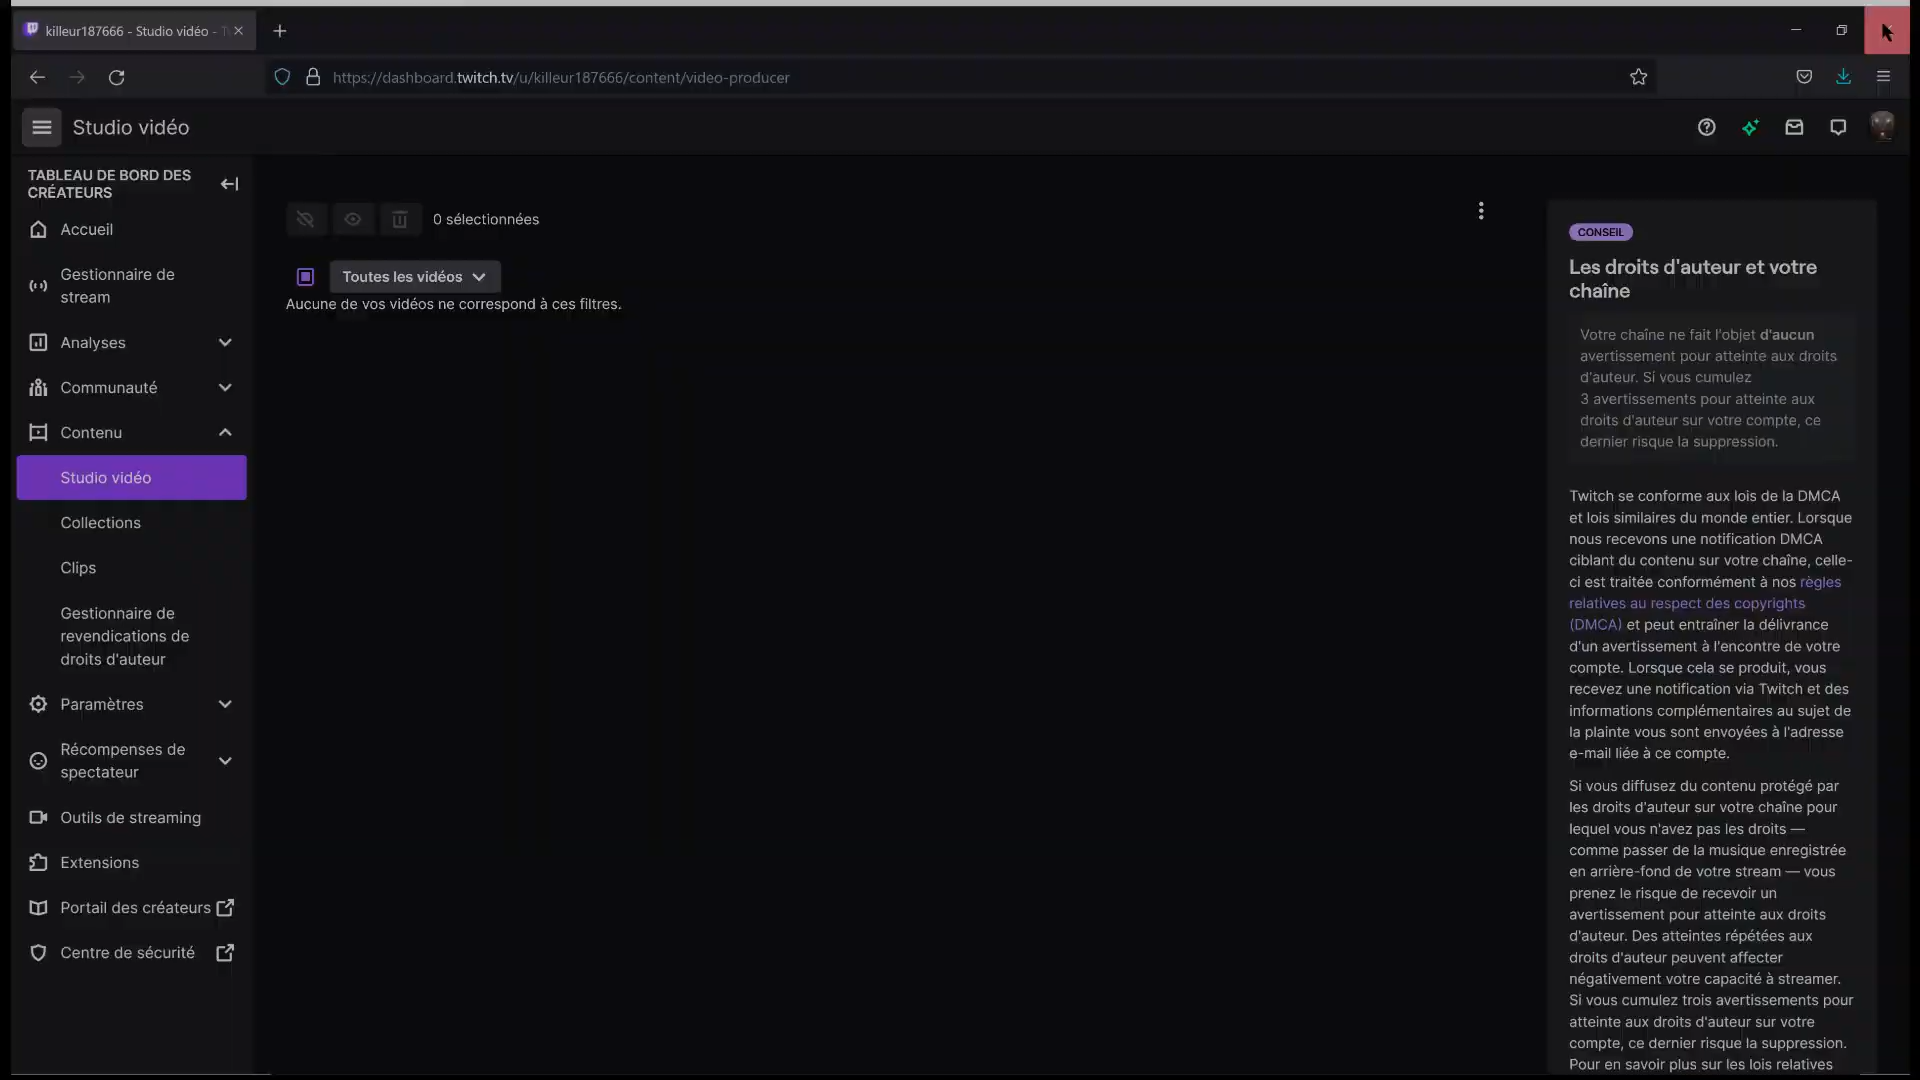 killeur187666 - Studio vidéo -
https://dashboard.twitch.tv/u/killeur187666/content/video-producer
Studio vidéo
TABLEAU DE BORD DES
CRÉATEURS
Accueil
Gestionnaire de
stream
Analyses
Communauté
Contenu
Studio vidéo
Collections
Clips
Gestionnaire de
revendications de
droits d'auteur
Paramètres
Récompenses de
spectateur
Outils de streaming
Extensions
Portail des créateurs
Centre de sécurité
0 sélectionnées
Toutes les vidéos
Aucune de vos vidéos ne correspond à ces filtres.
CONSEIL
Les droits d'auteur et votre
chaîne
Votre chaîne ne fait l'objet d'aucun
avertissement pour atteinte aux droits
d'auteur. Si vous cumulez
3 avertissements pour atteinte aux
droits d'auteur sur votre compte, ce
dernier risque la suppression.
Twitch se conforme aux lois de la DMCA
et lois similaires du monde entier. Lorsque
nous recevons une notification DMCA
ciblant du contenu sur votre chaîne, celle-
ci est traitée conformément à nos règles
relatives au respect des copyrights
(DMCA) et peut entraîner la délivrance
d'un avertissement à l'encontre de votre
compte. Lorsque cela se produit, vous
recevez une notification via Twitch et des
informations complémentaires au sujet de
la plainte vous sont envoyées à l'adresse
e-mail liée à ce compte.
Si vous diffusez du contenu protégé par
les droits d'auteur sur votre chaîne pour
lequel vous n'avez pas les droits —
comme passer de la musique enregistrée
en arrière-fond de votre stream — vous
prenez le risque de recevoir un
avertissement pour atteinte aux droits
d'auteur. Des atteintes répétées aux
droits d'auteur peuvent affecter
négativement votre capacité à streamer.
Si vous cumulez trois avertissements pour
atteinte aux droits d'auteur sur votre
compte, ce dernier risque la suppression.
Pour en savoir plus sur les lois relatives